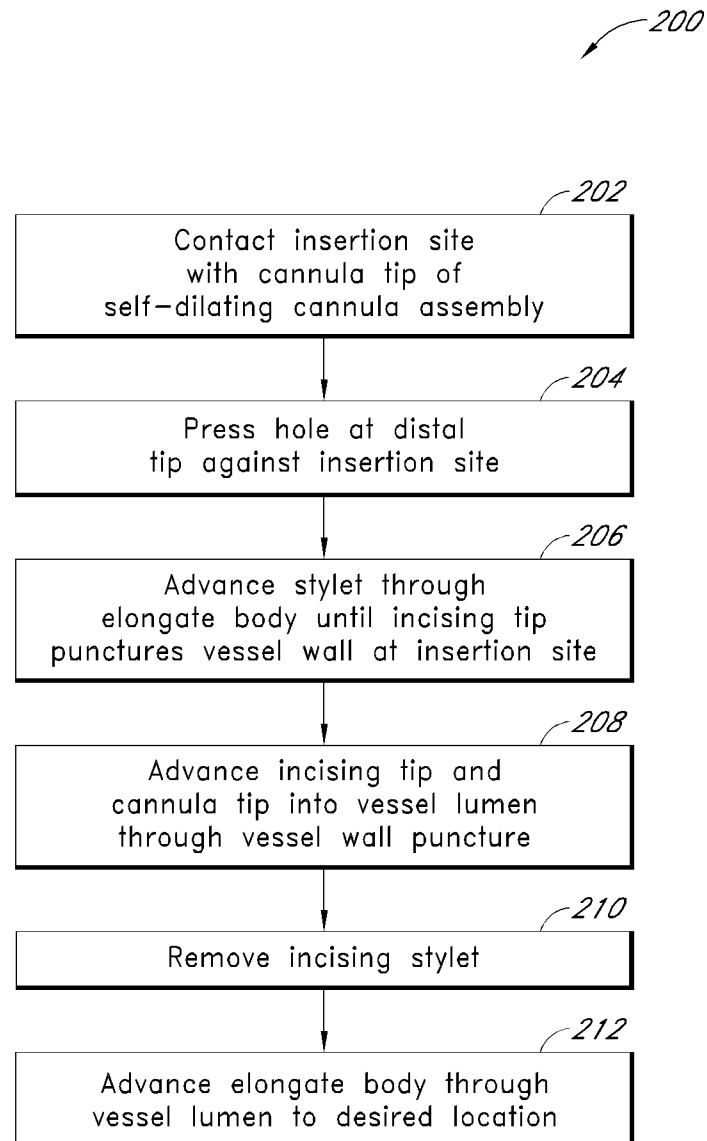 200
202
Contact insertion site
with cannula tip of
self-dilating cannula assembly
204
Press hole at distal
tip against insertion site
206
Advance stylet through
elongate body until incising tip
punctures vessel wall at insertion site
208
Advance incising tip and
cannula tip into vessel lumen
through vessel wall puncture
210
Remove incising stylet
212
Advance elongate body through
vessel lumen to desired location